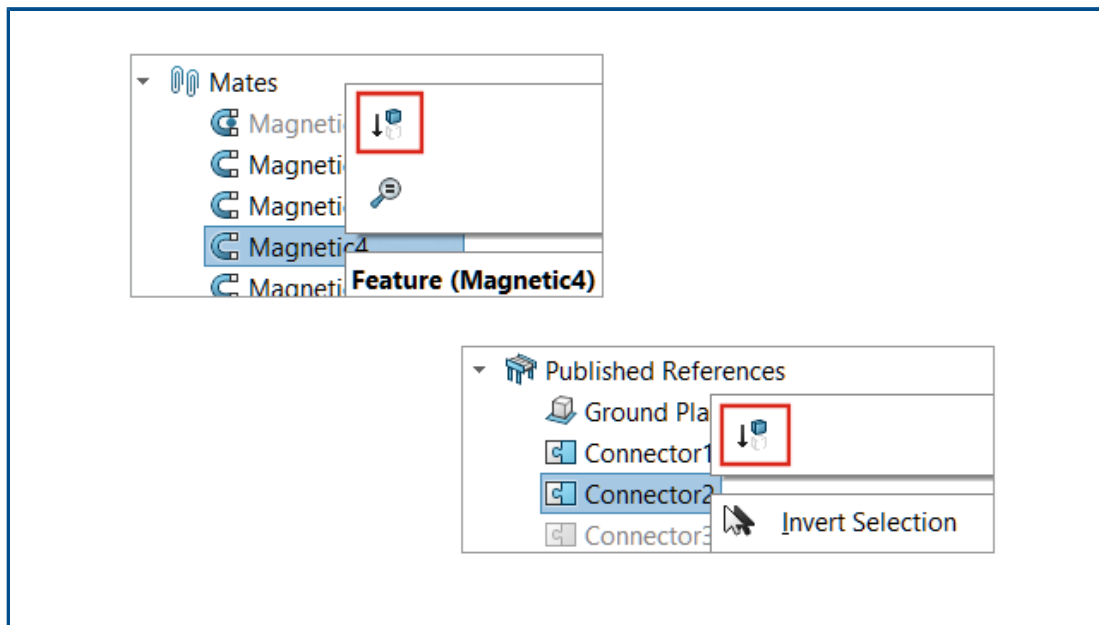 Mates
Magneti
Magneti
Magneti
Magnetic4
Magneti
Feature (Magnetic4)
Published References
Ground Pla
Connector1
Connector2
Invert Selection
Connector3